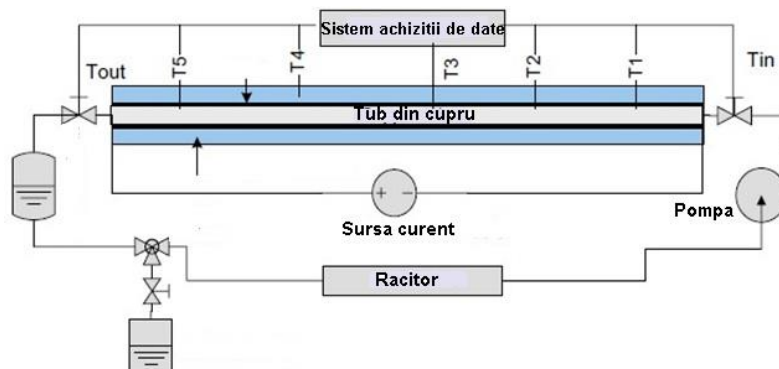 Sistem achizitii de date
Tout
T5
T4
T3
T2
T1
Tin
Tub din cupru
+ -
Sursa curent
Pompa
Racitor